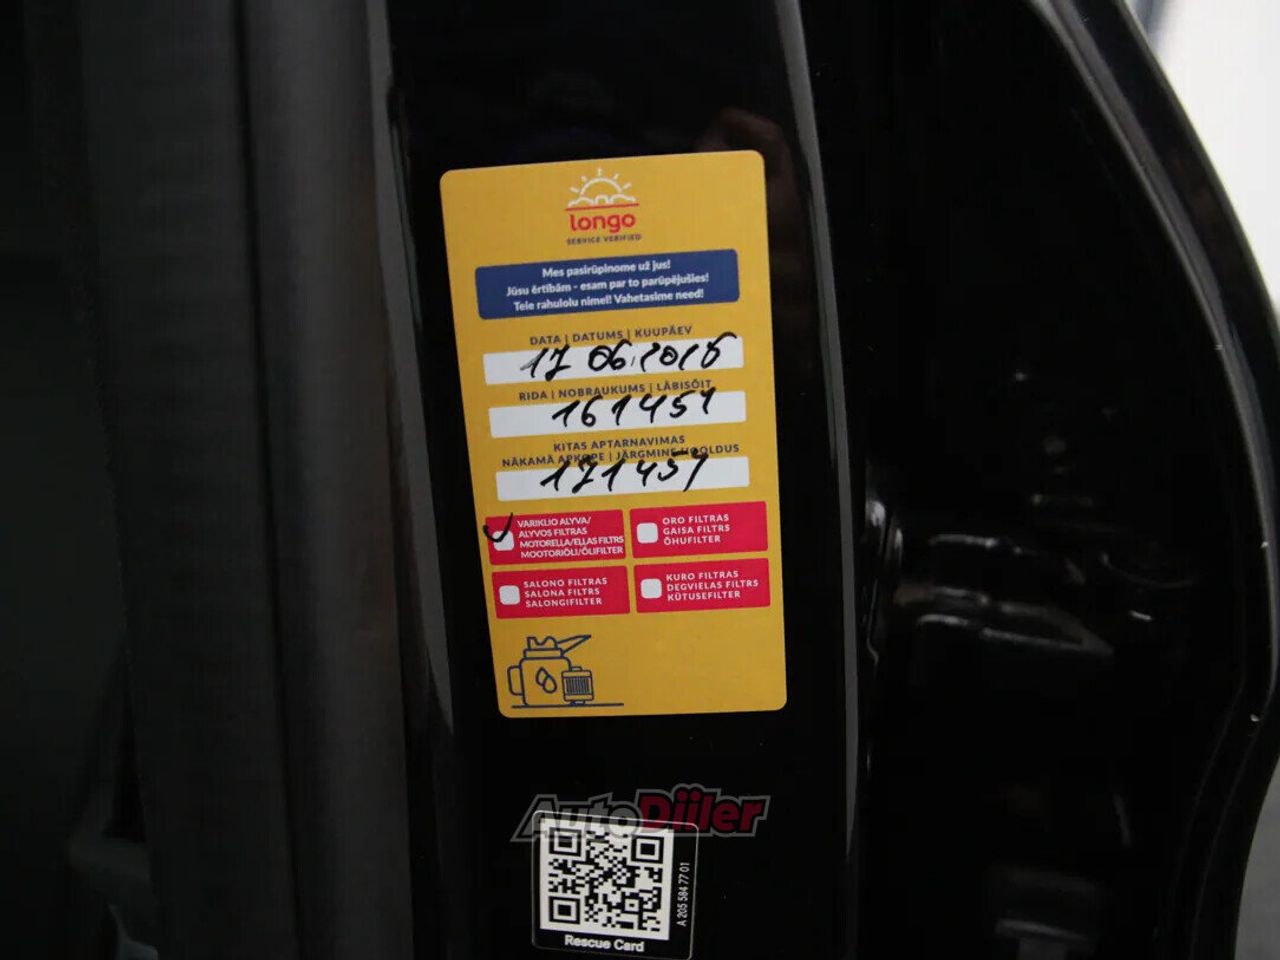 longo
SERVICE VERIFIED
Mes pasirūpinome už jus!
Jūsu ērtībām - esam par to parūpējušies!
Teie rahulolu nimel! Vahetasime need!
DATA | DATUMS | KUUPÄEV
17 06
RIDA | NOBRAUKUMS | LÄBISÕIT
161451
KITAS APTARNAVIMAS
NĀKAMĀ APKOPE | JÄRGMINE HOOLDUS
171451
VARIKLIO ALYVA/
ALYVOS FILTRAS
MOTORELLA/ELLAS FILTRS
MOOTORIÕLI/ÕLIFILTER
ORO FILTRAS
GAISA FILTRS
ÕHUFILTER
SALONO FILTRAS
SALONA FILTRS
SALONGIFILTER
KURO FILTRAS
DEGVIELAS FILTRS
KÜTUSEFILTER
AutoDiiler
A 205 584 77 01
Rescue Card